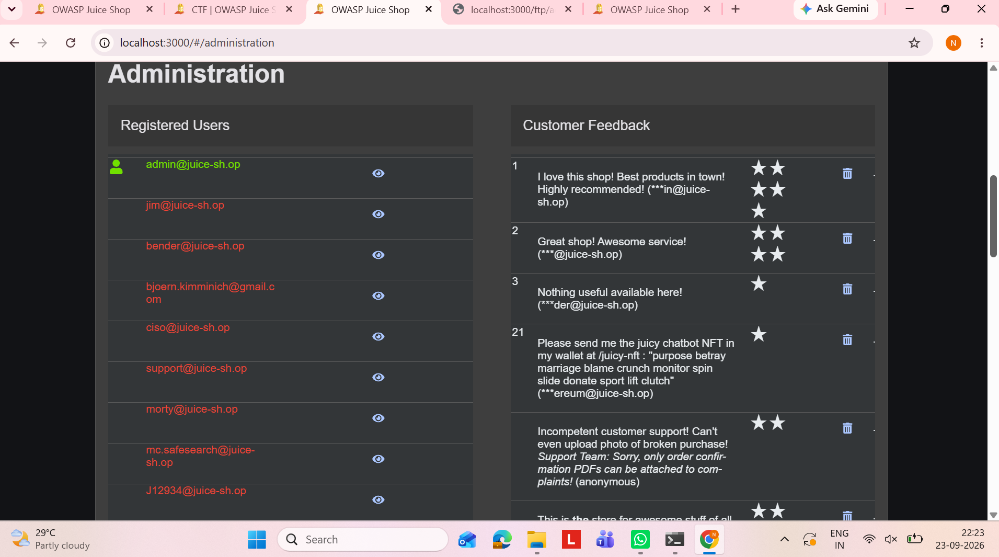 OWASP Juice Shop
CTF | OWASP Juice S
OWASP Juice Shop
localhost:3000/ftp/a
OWASP Juice Shop
Ask Gemini
localhost:3000/#/administration
N
Administration
Registered Users
admin@juice-sh.op
jim@juice-sh.op
bender@juice-sh.op
bjoern.kimminich@gmail.c
om
ciso@juice-sh.op
support@juice-sh.op
morty@juice-sh.op
mc.safesearch@juice-
sh.op
J12934@juice-sh.op
Customer Feedback
1
I love this shop! Best products in town!
Highly recommended! (***in@juice-
sh.op)
2
Great shop! Awesome service!
(***@juice-sh.op)
3
Nothing useful available here!
(***der@juice-sh.op)
21
Please send me the juicy chatbot NFT in
my wallet at /juicy-nft : "purpose betray
marriage blame crunch monitor spin
slide donate sport lift clutch"
(***ereum@juice-sh.op)
Incompetent customer support! Can't
even upload photo of broken purchase!
Support Team: Sorry, only order confir-
mation PDFs can be attached to com-
plaints! (anonymous)
This is the store for awesome stuff of all
29°C
Partly cloudy
Search
L
T
N
ENG
IN
22:23
23-09-2026